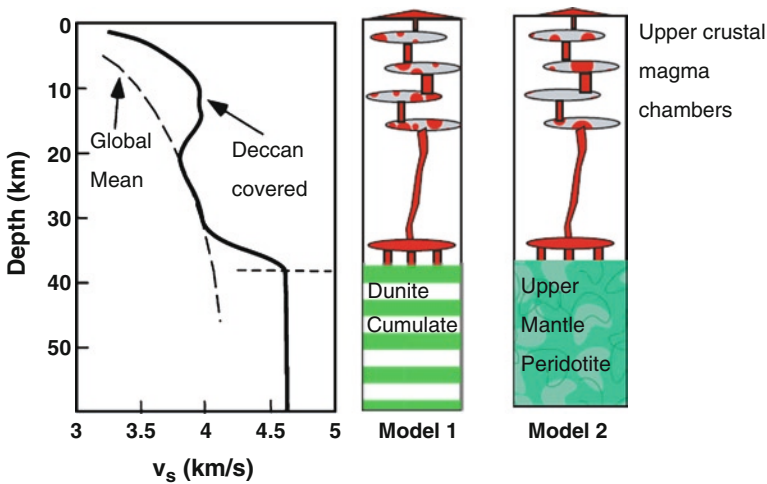 0
10
20
30
40
50
Depth (km)
Global
Mean
Deccan
covered
3
3.5
4
4.5
5
vs (km/s)
Dunite
Cumulate
Model 1
Upper
Mantle
Peridotite
Model 2
Upper crustal
magma
chambers